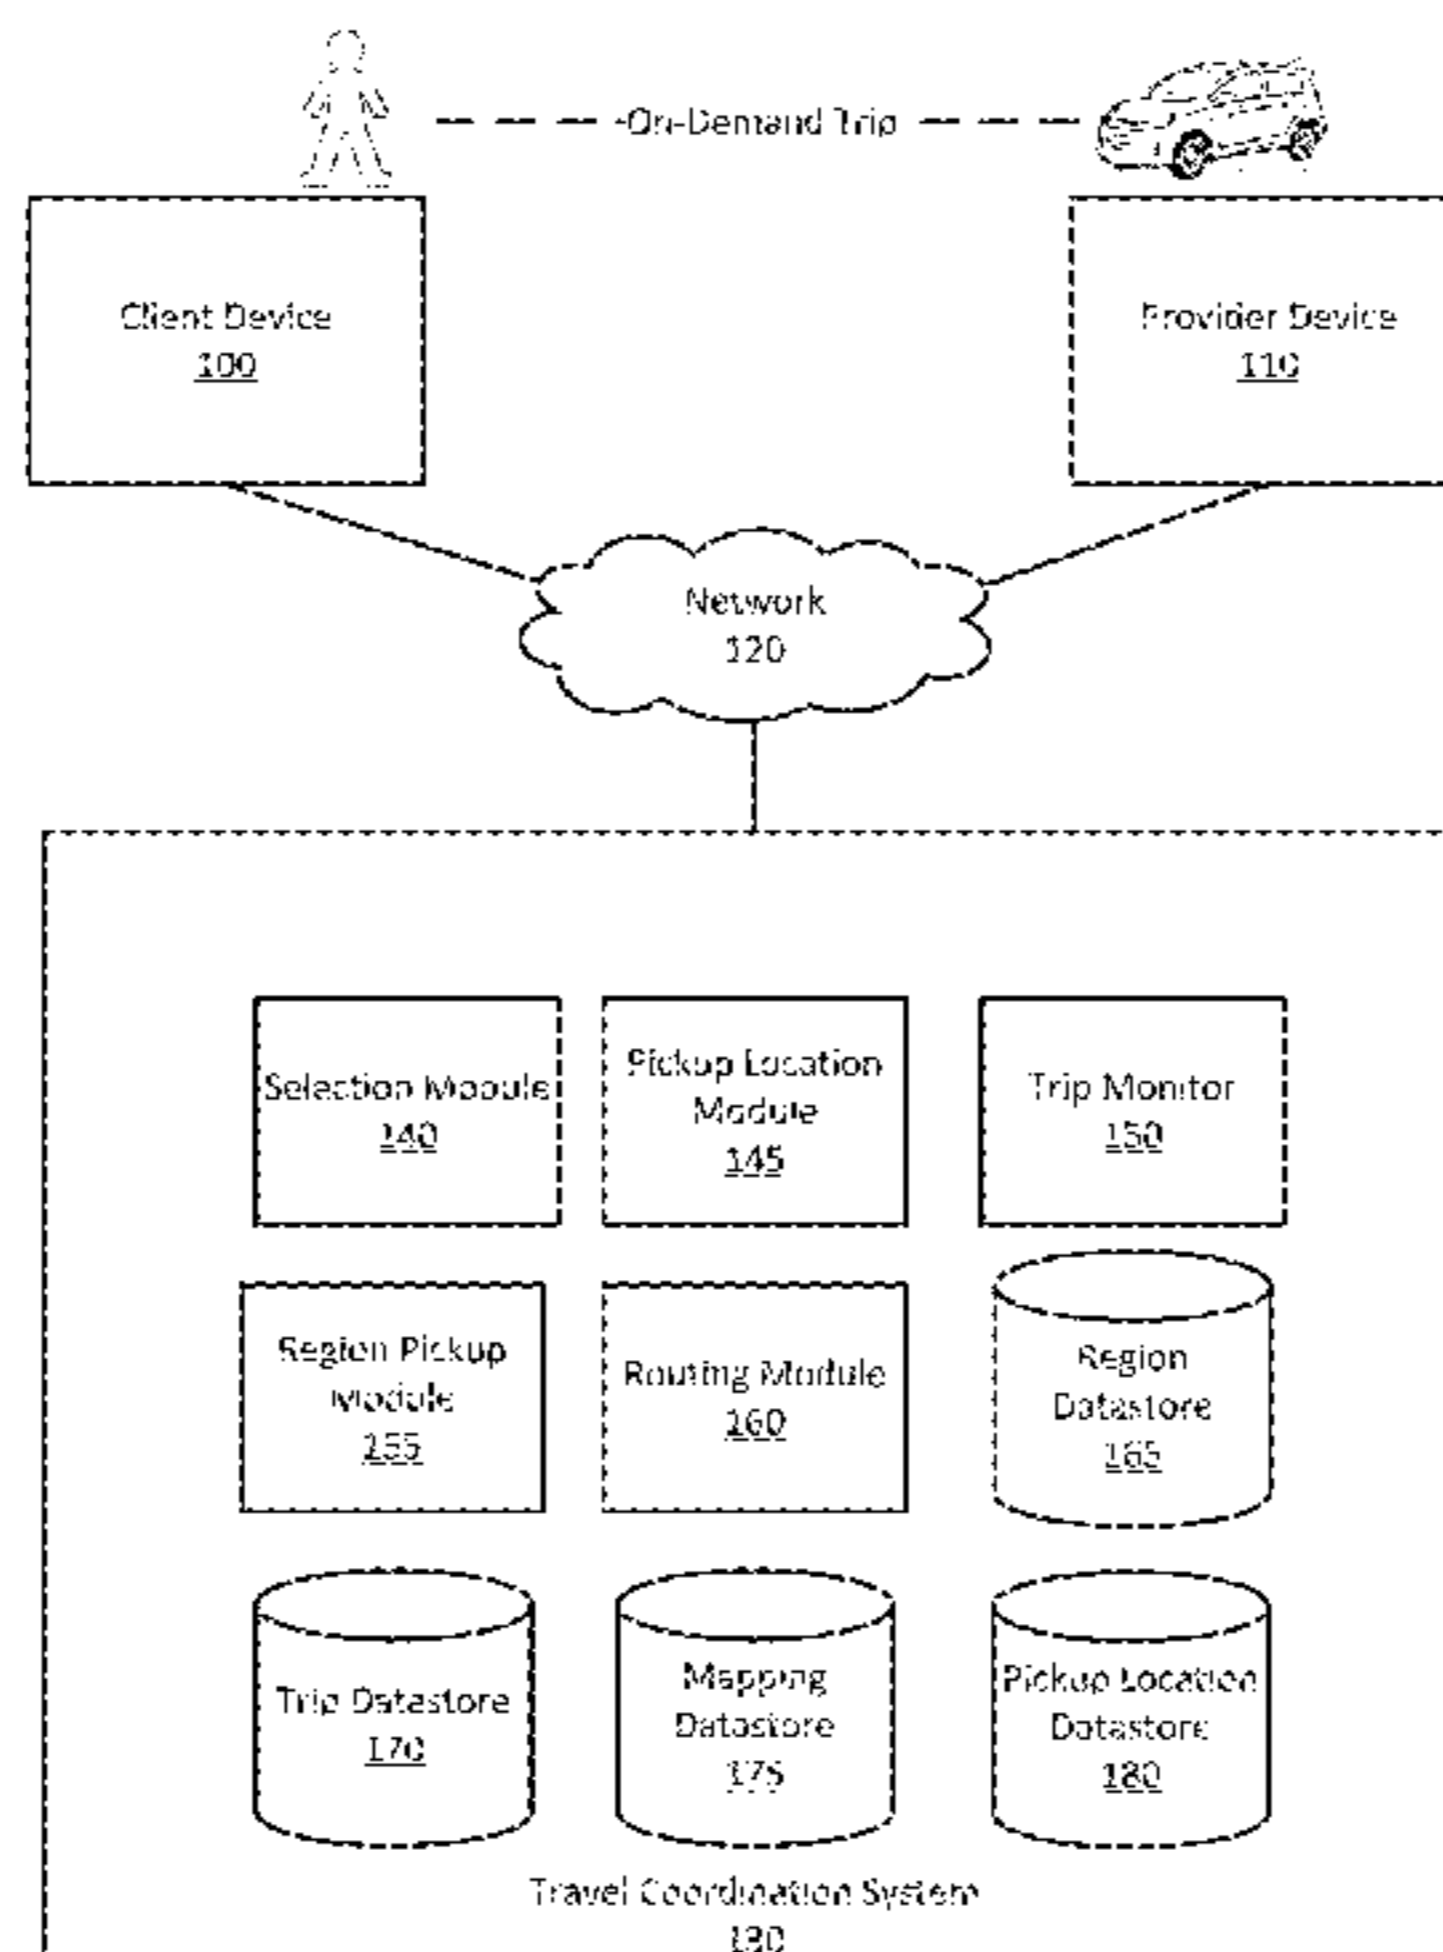 On-Demand Trip
Client Device
100
Provider Device
110
Network
120
Selection Module
140
Pickup Location
Module
145
Trip Monitor
150
Region Pickup
Module
155
Routing Module
160
Region
Datastore
165
Trip Datastore
170
Mapping
Datastore
175
Pickup Location
Datastore
180
Travel Coordination System
130